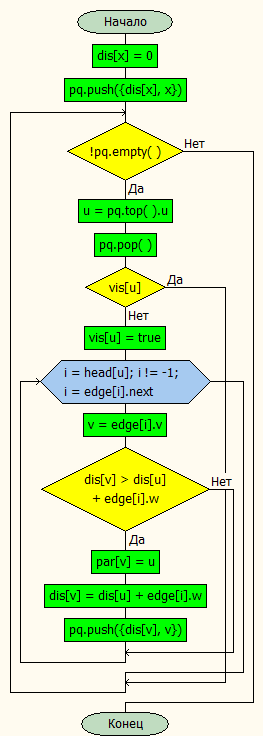 Начало
dis[x] = 0
pq.push({dis[x], x})
!pq.empty( )
Нет
Да
u = pq.top( ).u
pq.pop( )
vis[u]
Да
Нет
vis[u] = true
i = head[u]; i != -1;
i = edge[i].next
v = edge[i].v
dis[v] > dis[u]
+ edge[i].w
Нет
Да
par[v] = u
dis[v] = dis[u] + edge[i].w
pq.push({dis[v], v})
Конец